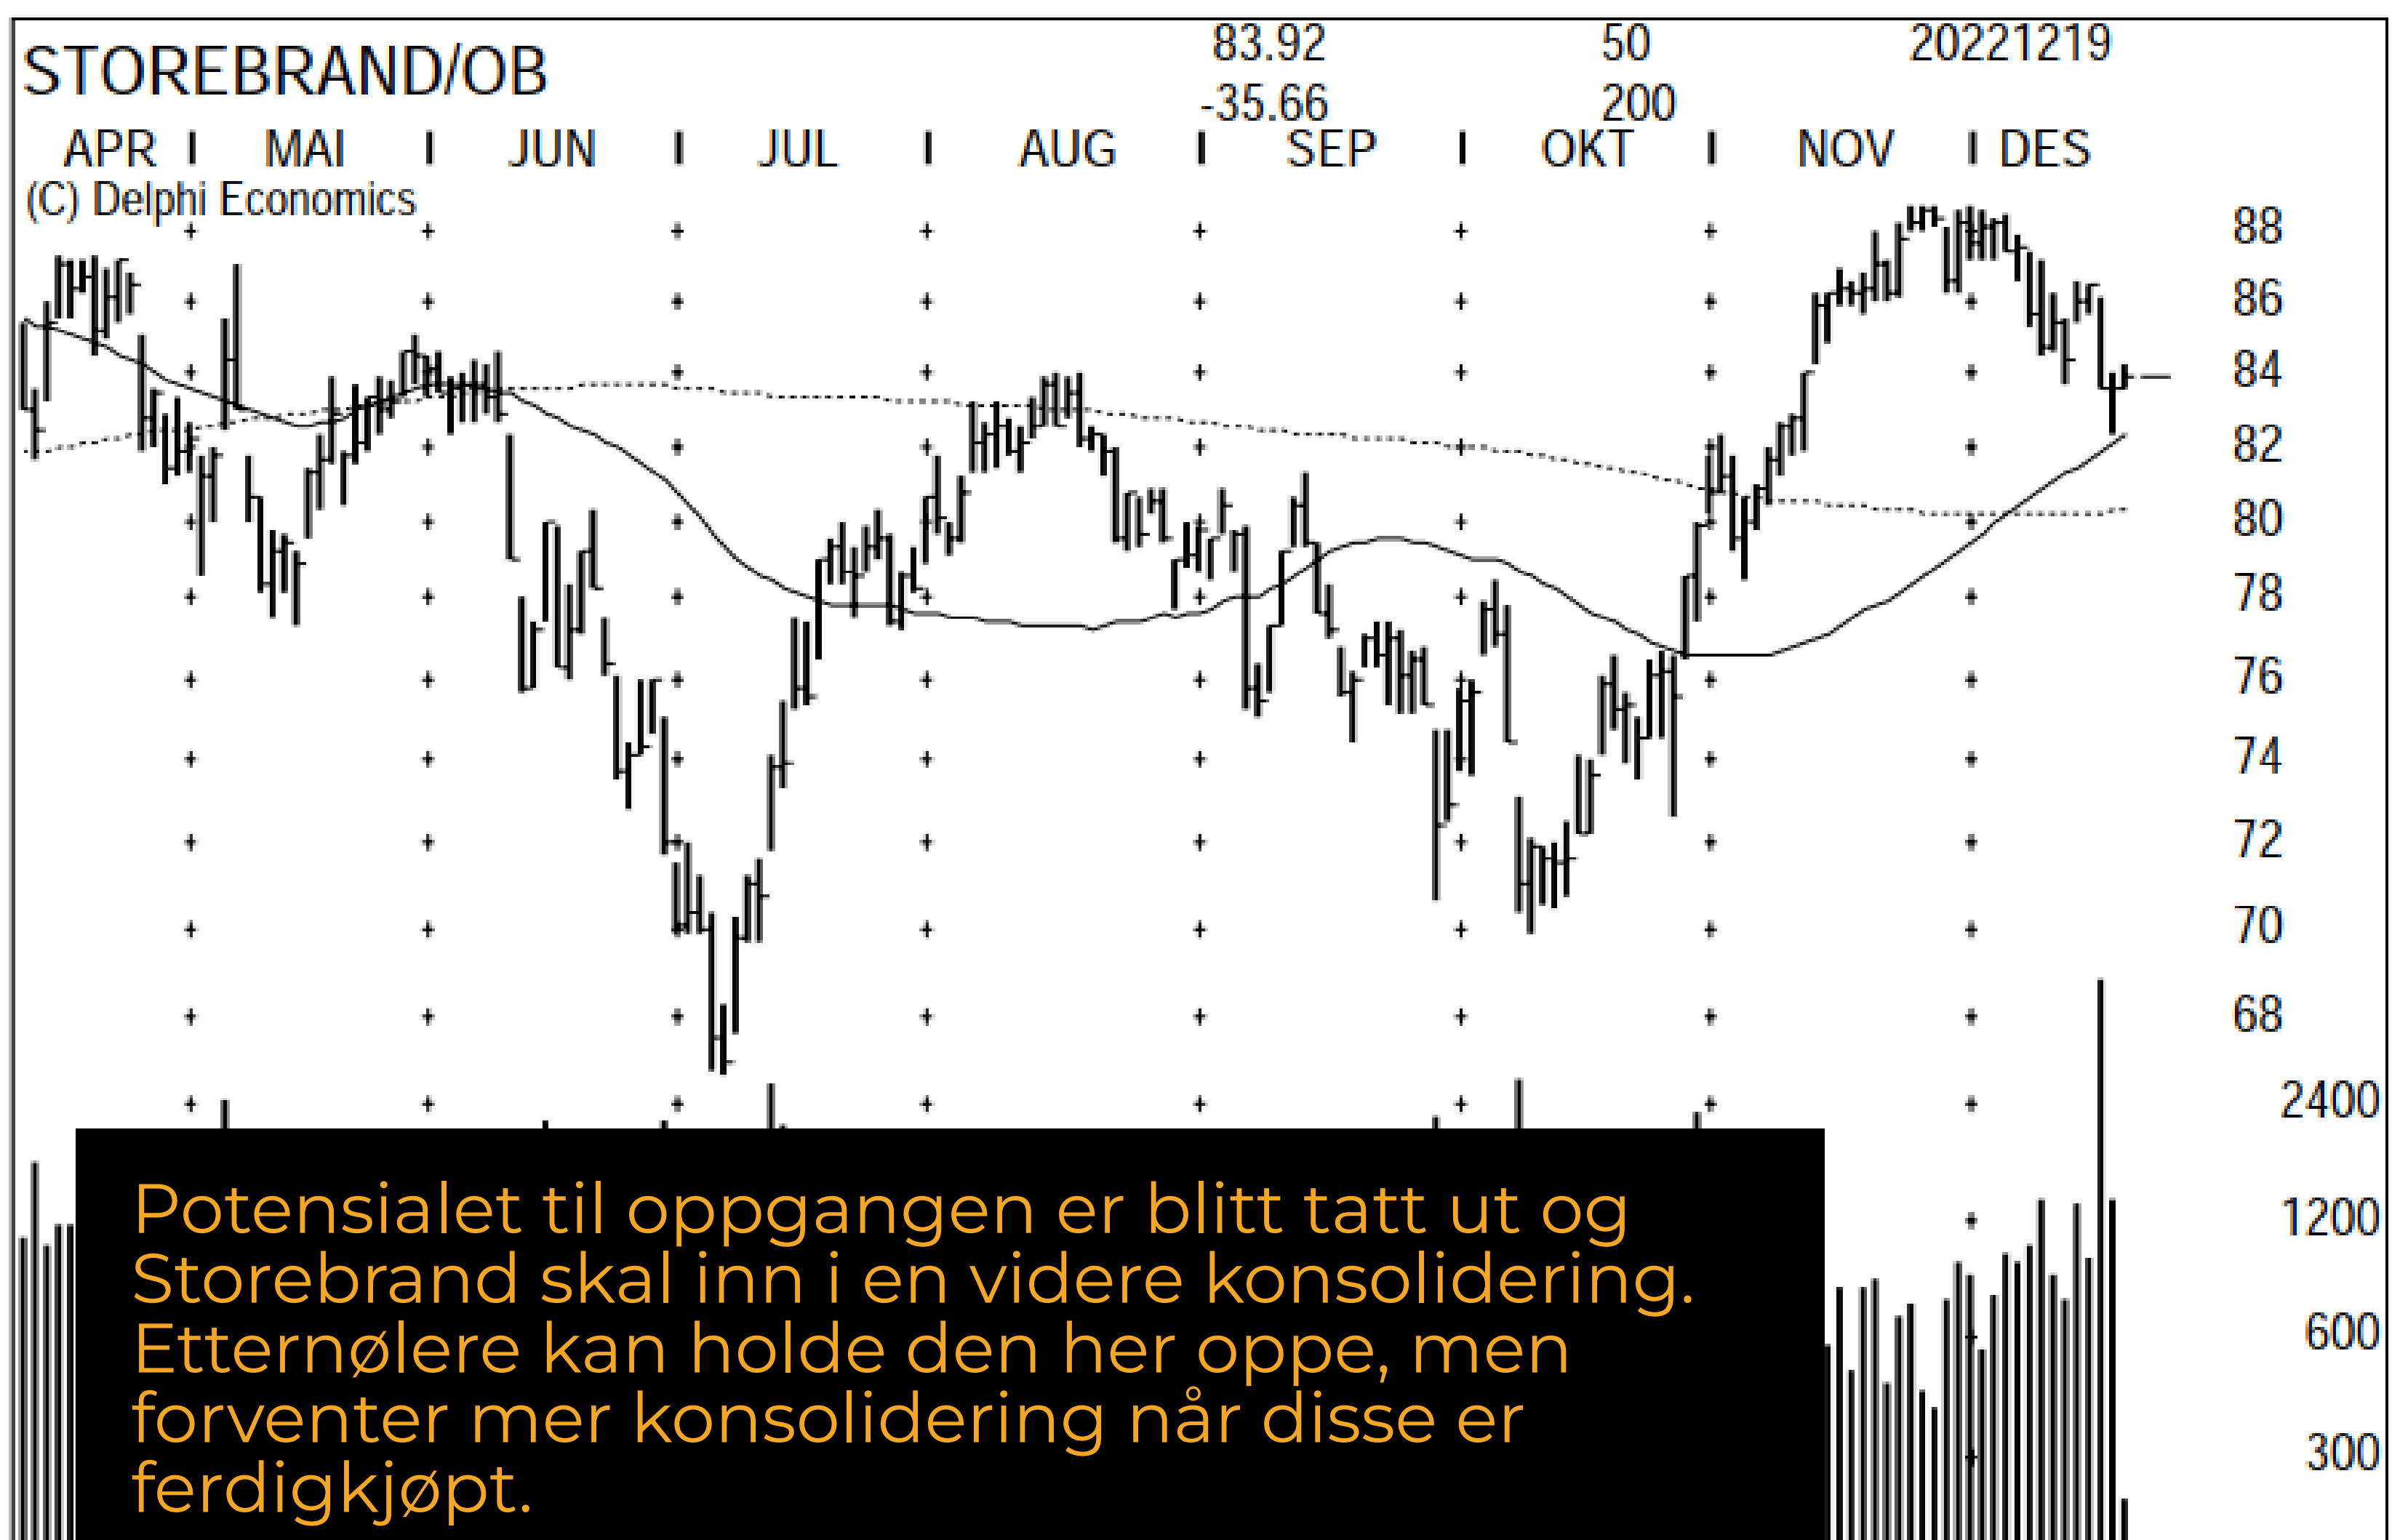 STOREBRAND/OB 83.92 50 20221219
-35.66 200
APR MAI JUN JUL AUG SEP OKT NOV DES
(C) Delphi Economics
88
86
84
82
80
78
76
74
72
70
68
2400
1200
600
300
Potensialet til oppgangen er blitt tatt ut og
Storebrand skal inn i en videre konsolidering.
Etternølere kan holde den her oppe, men
forventer mer konsolidering når disse er
ferdigkjøpt.